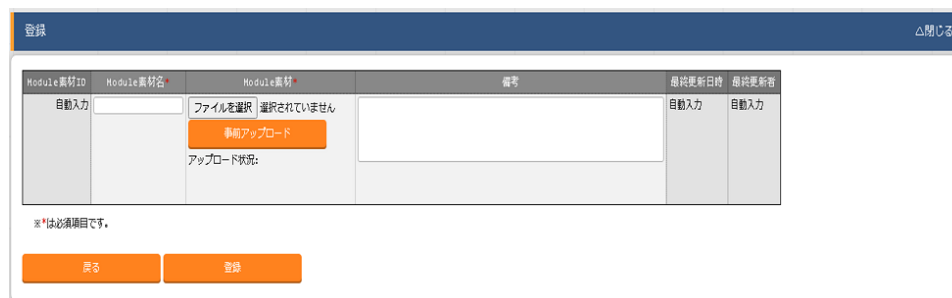 登録 △閉じる
Module素材ID Module素材名* Module素材* 備考 最終更新日時 最終更新者
自動入力 ファイルを選択 選択されていません 自動入力 自動入力
事前アップロード
アップロード状況:
※*は必須項目です。
戻る 登録